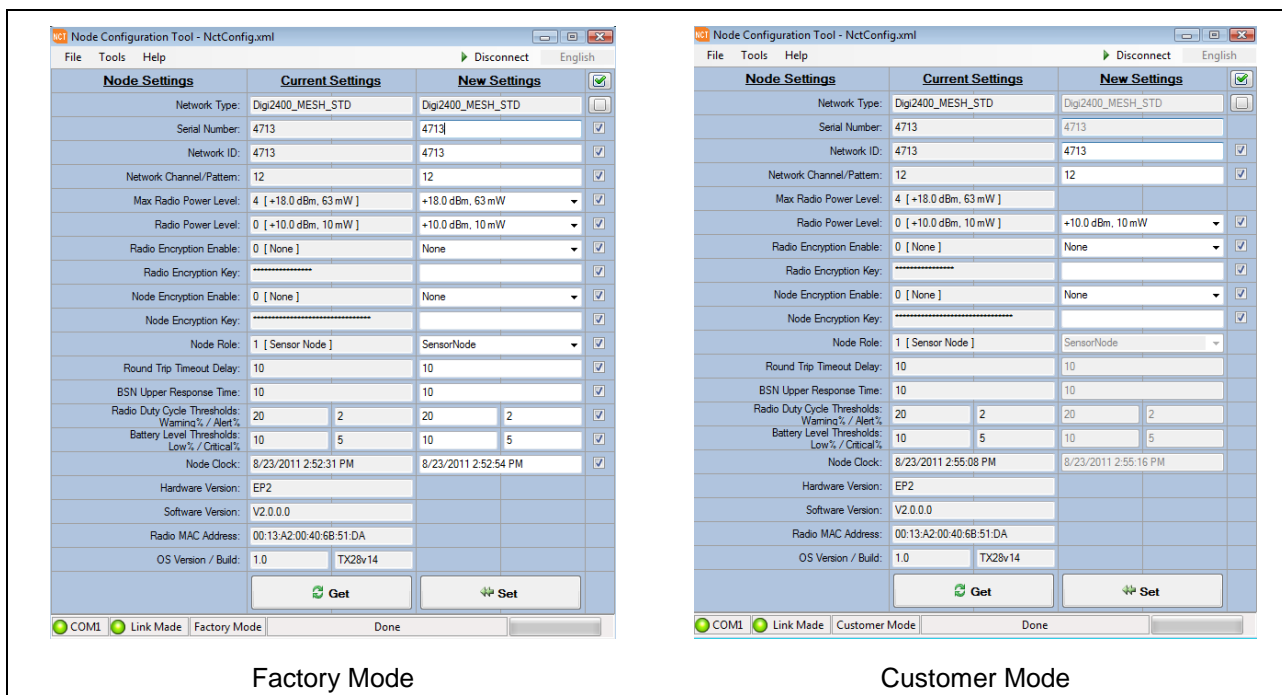 NCT Node Configuration Tool - NctConfig.xml
File Tools Help Disconnect English
Node Settings Current Settings New Settings
Network Type: Digi2400_MESH_STD Digi2400_MESH_STD
Serial Number: 4713 4713
Network ID: 4713 4713
Network Channel/Pattern: 12 12
Max Radio Power Level: 4 [ +18.0 dBm, 63 mW ] +18.0 dBm, 63 mW
Radio Power Level: 0 [ +10.0 dBm, 10 mW ] +10.0 dBm, 10 mW
Radio Encryption Enable: 0 [ None ] None
Radio Encryption Key: ****************
Node Encryption Enable: 0 [ None ] None
Node Encryption Key: ********************************
Node Role: 1 [ Sensor Node ] SensorNode
Round Trip Timeout Delay: 10 10
BSN Upper Response Time: 10 10
Radio Duty Cycle Thresholds:
Warning% / Alert% 20 2 20 2
Battery Level Thresholds:
Low% / Critical% 10 5 10 5
Node Clock: 8/23/2011 2:52:31 PM 8/23/2011 2:52:54 PM
Hardware Version: EP2
Software Version: V2.0.0.0
Radio MAC Address: 00:13:A2:00:40:6B:51:DA
OS Version / Build: 1.0 TX28v14
Get Set
COM1 Link Made Factory Mode Done
Factory Mode
NCT Node Configuration Tool - NctConfig.xml
File Tools Help Disconnect English
Node Settings Current Settings New Settings
Network Type: Digi2400_MESH_STD Digi2400_MESH_STD
Serial Number: 4713 4713
Network ID: 4713 4713
Network Channel/Pattern: 12 12
Max Radio Power Level: 4 [ +18.0 dBm, 63 mW ]
Radio Power Level: 0 [ +10.0 dBm, 10 mW ] +10.0 dBm, 10 mW
Radio Encryption Enable: 0 [ None ] None
Radio Encryption Key: ****************
Node Encryption Enable: 0 [ None ] None
Node Encryption Key: ********************************
Node Role: 1 [ Sensor Node ] SensorNode
Round Trip Timeout Delay: 10 10
BSN Upper Response Time: 10 10
Radio Duty Cycle Thresholds:
Warning% / Alert% 20 2 20 2
Battery Level Thresholds:
Low% / Critical% 10 5 10 5
Node Clock: 8/23/2011 2:55:08 PM 8/23/2011 2:55:16 PM
Hardware Version: EP2
Software Version: V2.0.0.0
Radio MAC Address: 00:13:A2:00:40:6B:51:DA
OS Version / Build: 1.0 TX28v14
Get Set
COM1 Link Made Customer Mode Done
Customer Mode